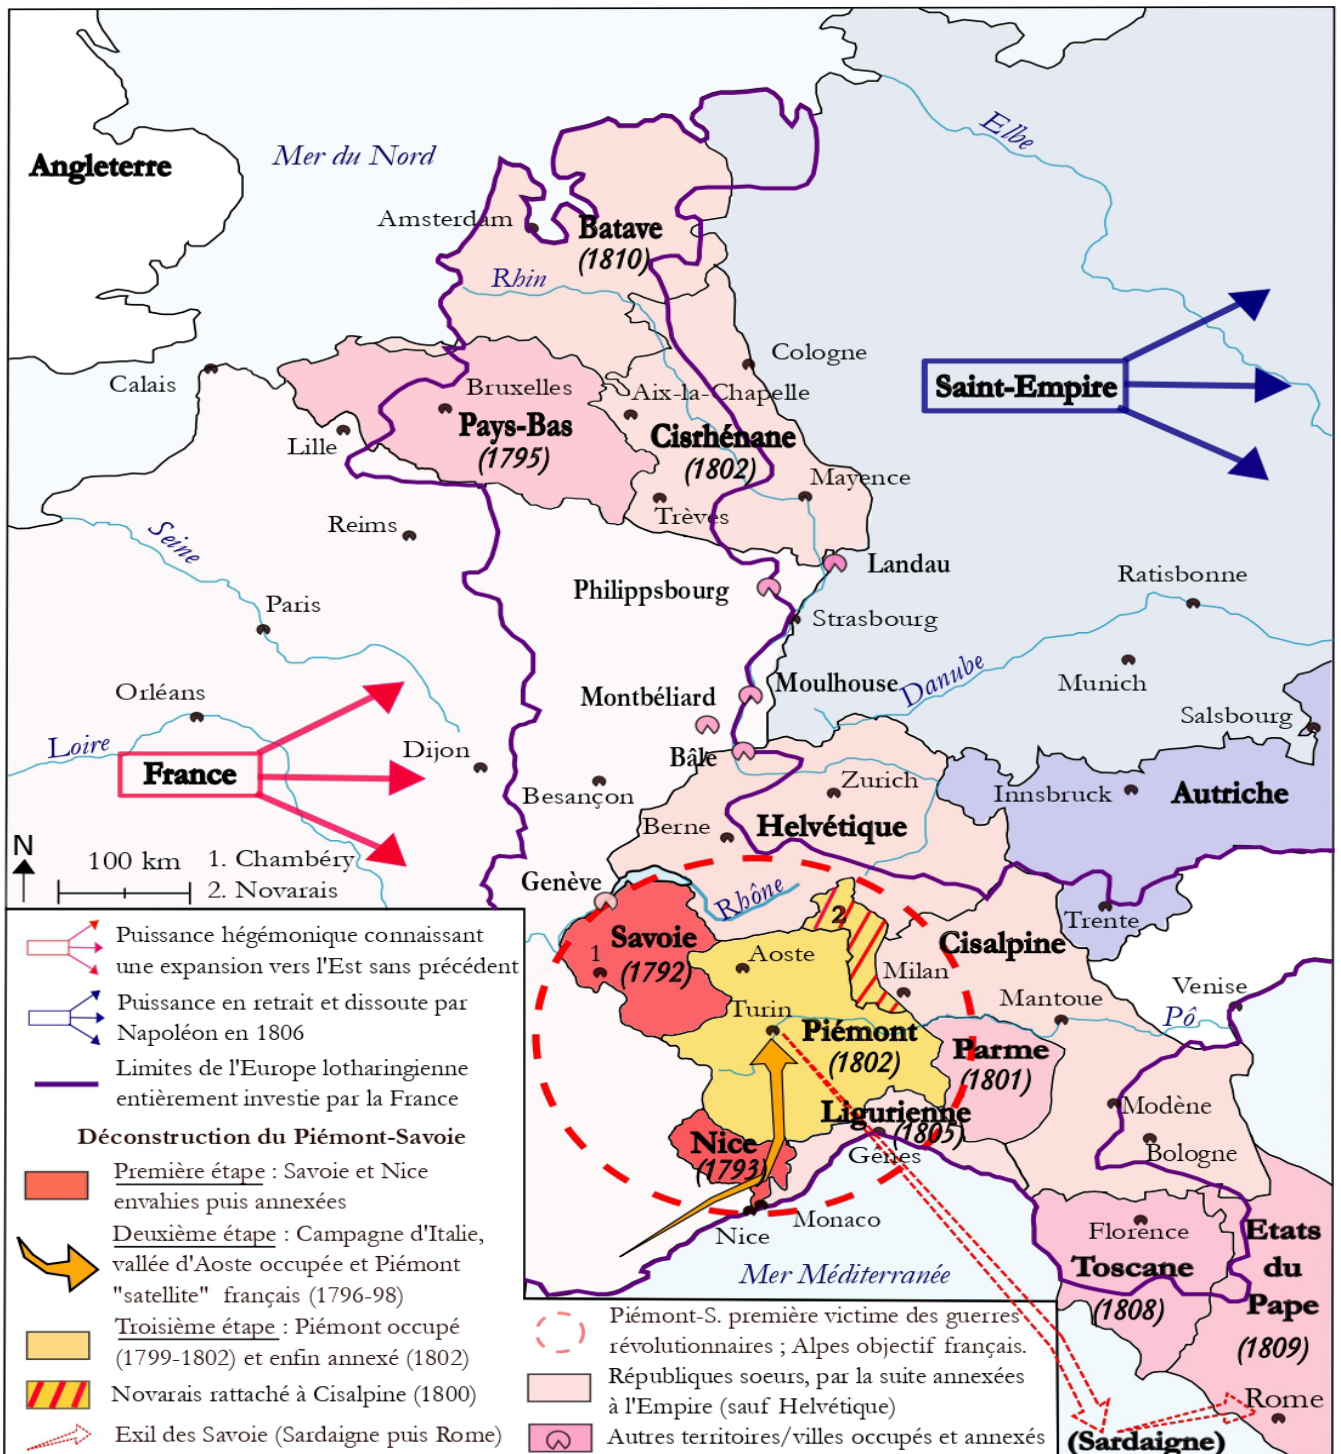 Angleterre
Mer du Nord
Elbe
Amsterdam
Batave
(1810)
Rhin
Cologne
Calais
Bruxelles
Aix-la-Chapelle
Saint-Empire
Lille
Pays-Bas
(1795)
Cisrhénane
(1802)
Mayence
Trèves
Reims
Seine
Landau
Philippsbourg
Ratisbonne
Paris
Strasbourg
Danube
Munich
Orléans
Montbéliard
Moulhouse
Salsbourg
Loire
Dijon
Bâle
France
Besançon
Zurich
Innsbruck
Autriche
Berne
Helvétique
N
100 km
1. Chambéry
2. Novarais
Genève
Rhône
2
Trente
Savoie
(1792)
1
Aoste
Cisalpine
Milan
Mantoue
Venise
Pô
Turin
Piémont
(1802)
Parme
(1801)
Modène
Ligurienne
(1805)
Nice
(1793)
Gênes
Bologne
Monaco
Nice
Mer Méditerranée
Florence
Toscane
(1808)
Etats
du
Pape
(1809)
Rome
(Sardaigne)
Puissance hégémonique connaissant
une expansion vers l'Est sans précédent
Puissance en retrait et dissoute par
Napoléon en 1806
Limites de l'Europe lotharingienne
entièrement investie par la France
Déconstruction du Piémont-Savoie
Première étape : Savoie et Nice
envahies puis annexées
Deuxième étape : Campagne d'Italie,
vallée d'Aoste occupée et Piémont
"satellite" français (1796-98)
Troisième étape : Piémont occupé
(1799-1802) et enfin annexé (1802)
Novarais rattaché à Cisalpine (1800)
Exil des Savoie (Sardaigne puis Rome)
Piémont-S. première victime des guerres
révolutionnaires ; Alpes objectif français.
Républiques soeurs, par la suite annexées
à l'Empire (sauf Helvétique)
Autres territoires/villes occupés et annexés